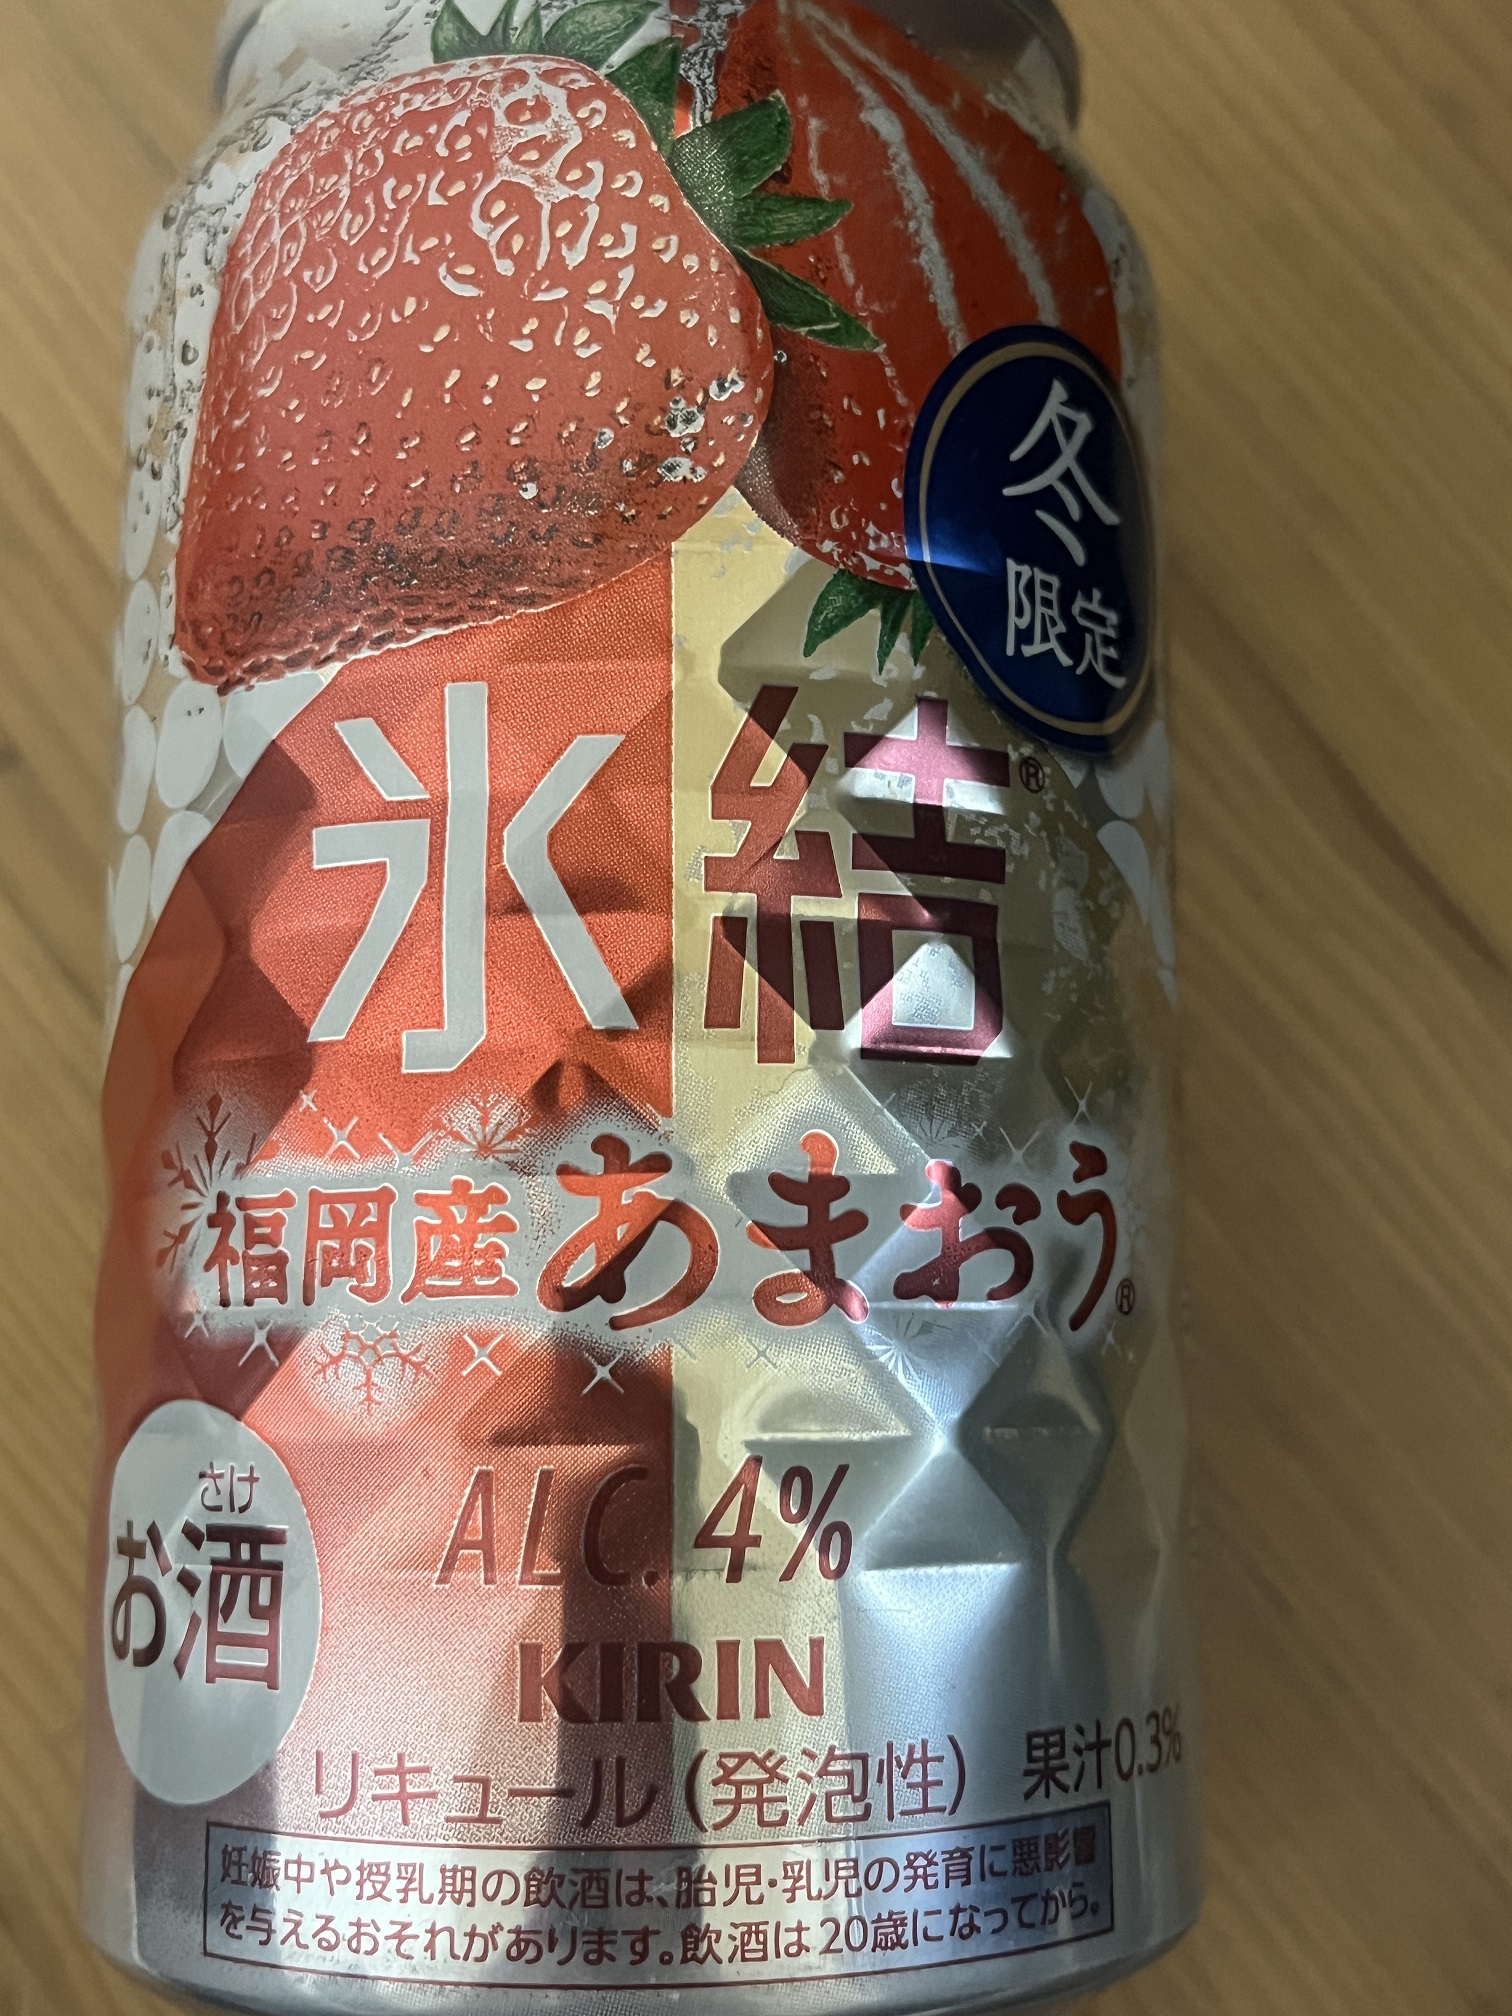 冬
限定
氷結®
福岡産あまおう®
ALC.4%
さけ
お酒
KIRIN
リキュール(発泡性) 果汁0.3%
妊娠中や授乳期の飲酒は、胎児・乳児の発育に悪影響
を与えるおそれがあります。飲酒は20歳になってから。